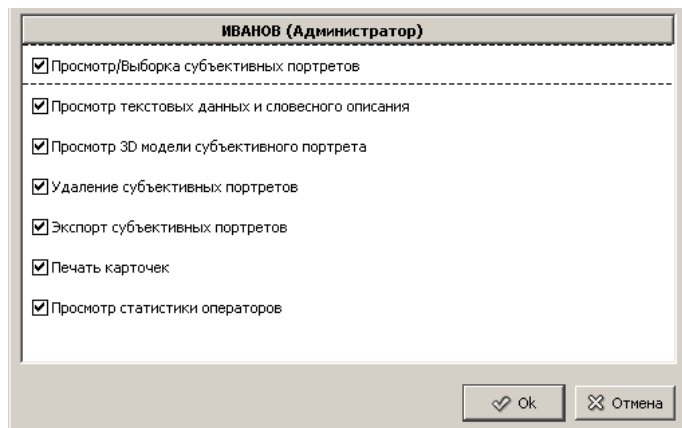 ИВАНОВ (Администратор)
Просмотр/Выборка субъективных портретов
Просмотр текстовых данных и словесного описания
Просмотр 3D модели субъективного портрета
Удаление субъективных портретов
Экспорт субъективных портретов
Печать карточек
Просмотр статистики операторов
Ok Отмена